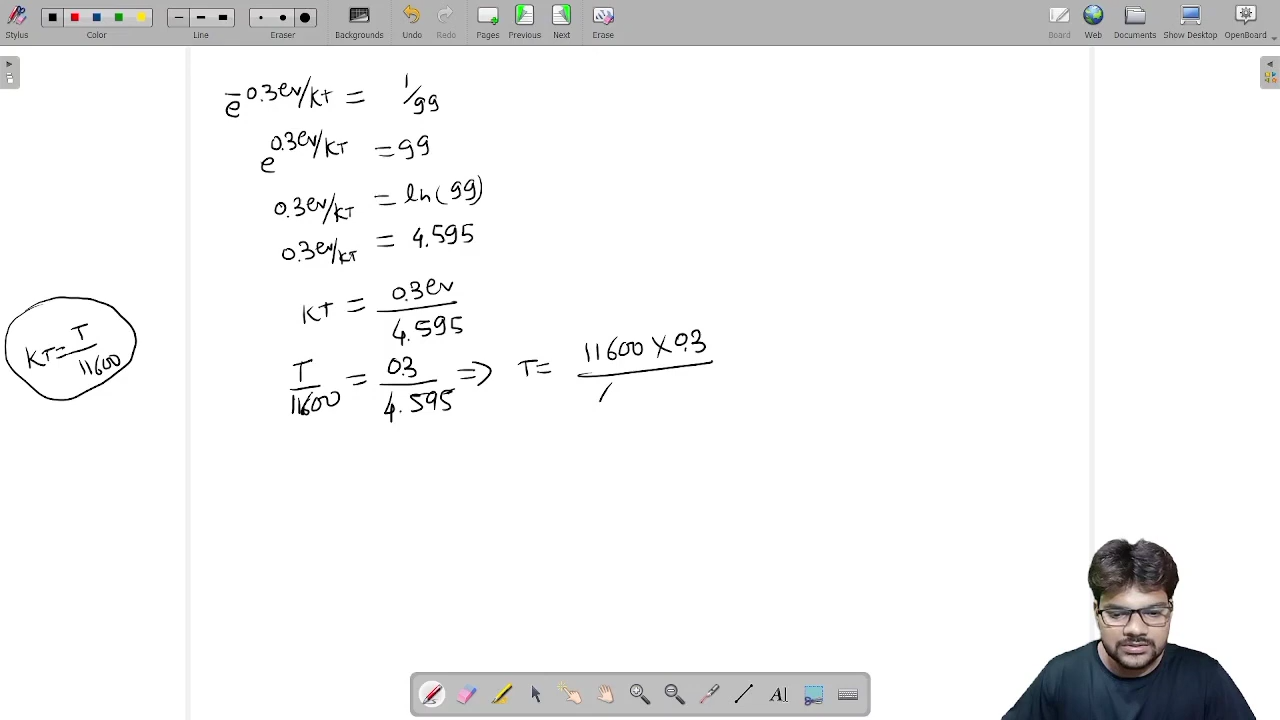 Stylus Color Line Eraser Backgrounds Undo Redo Pages Previous Next Erase Board Web Documents Show Desktop OpenBoard
e^-0.3ev/KT = 1/99
e^0.3ev/KT = 99
0.3ev/KT = ln(99)
0.3ev/KT = 4.595
KT = 0.3ev/4.595
KT = T/11600
T/11600 = 0.3/4.595 => T = 11600 × 0.3
AI